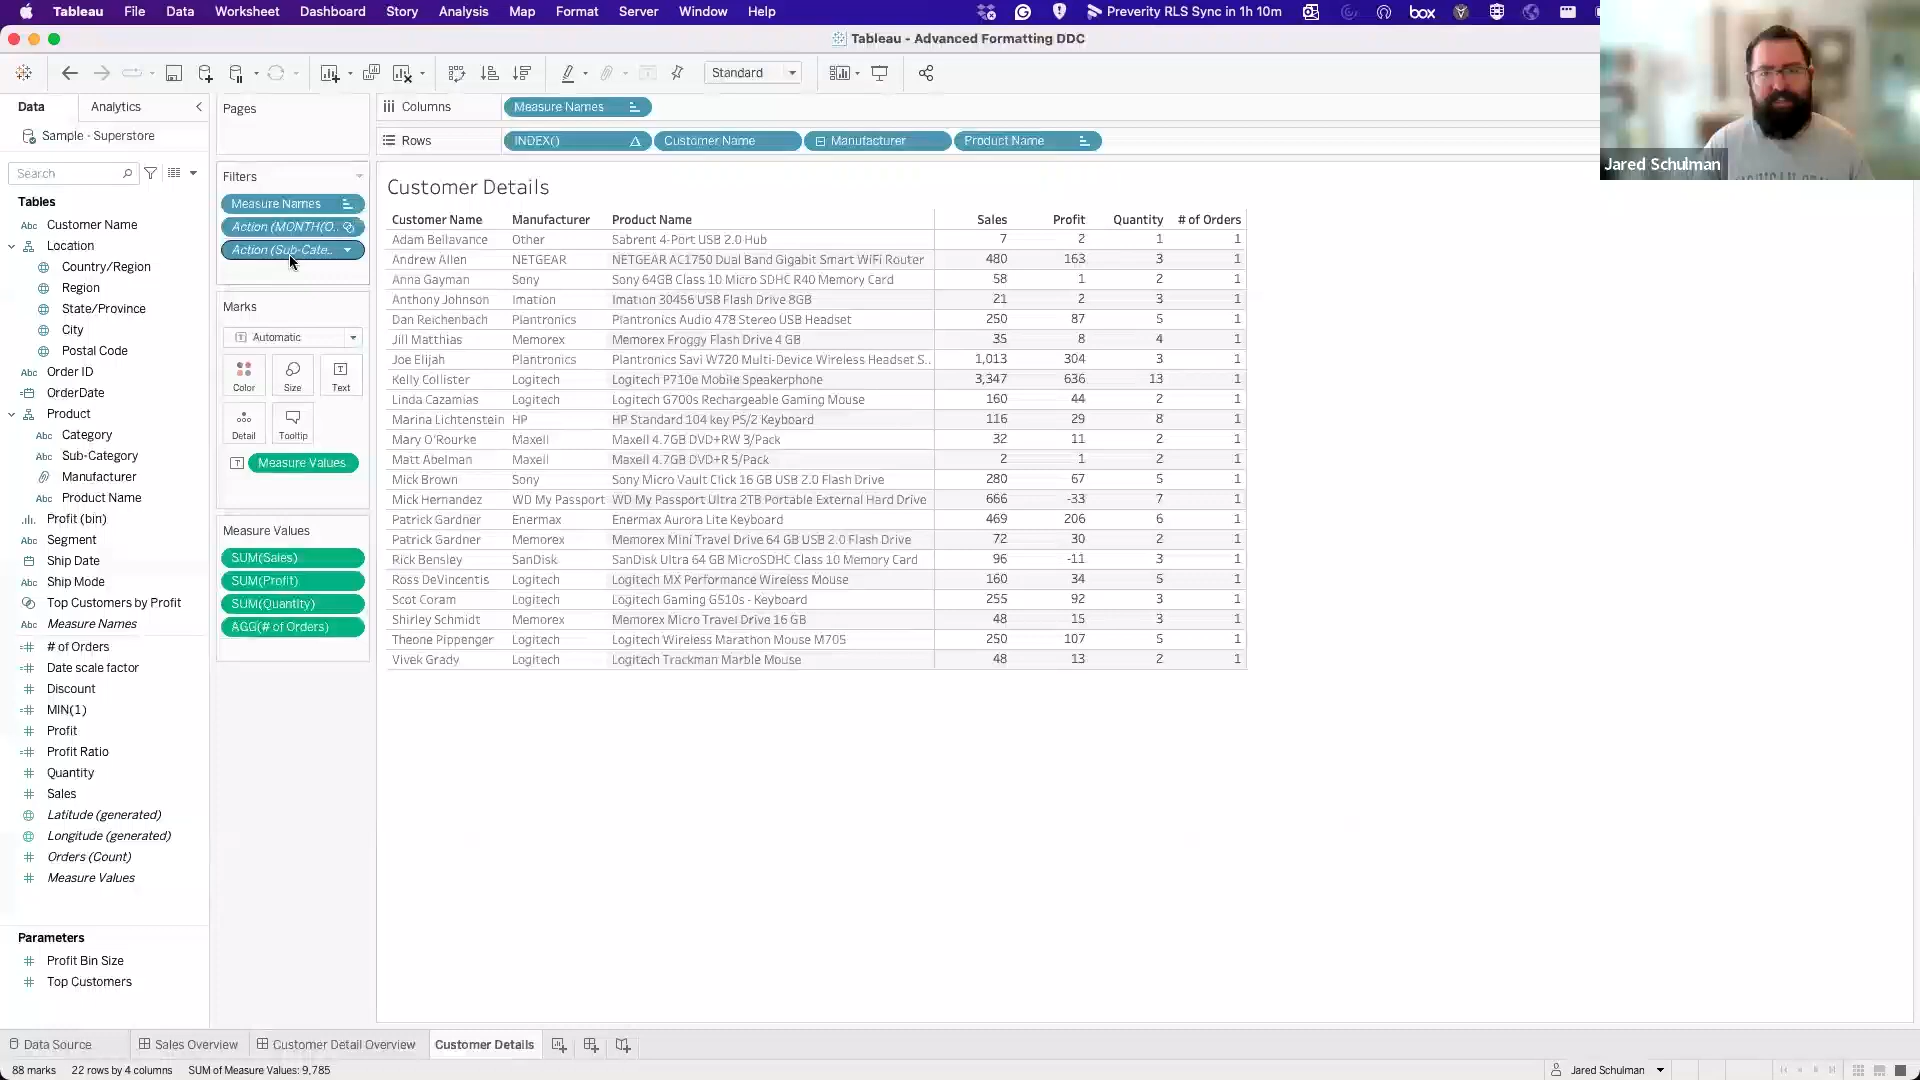 Tableau File Data Worksheet Dashboard Story Analysis Map Format Server Window Help Preverity RLS Sync in 1h 10m box
Tableau - Advanced Formatting DDC
Standard
Data Analytics
Sample - Superstore
Search
Tables
Abc Customer Name
Location
Country/Region
Region
State/Province
City
Postal Code
Abc Order ID
OrderDate
Product
Abc Category
Abc Sub-Category
Manufacturer
Abc Product Name
Profit (bin)
Abc Segment
Ship Date
Abc Ship Mode
Top Customers by Profit
Abc Measure Names
# of Orders
Date scale factor
Discount
MIN(1)
Profit
Profit Ratio
Quantity
Sales
Latitude (generated)
Longitude (generated)
Orders (Count)
Measure Values
Parameters
Profit Bin Size
Top Customers
Pages
Filters
Measure Names
Action (MONTH(O..
Action (Sub-Cate..
Marks
Automatic
Color Size Text
Detail Tooltip
Measure Values
Measure Values
SUM(Sales)
SUM(Profit)
SUM(Quantity)
AGG(# of Orders)
Columns Measure Names
Rows INDEX() Customer Name Manufacturer Product Name
Customer Details
Customer Name Manufacturer Product Name Sales Profit Quantity # of Orders
Adam Bellavance Other Sabrent 4-Port USB 2.0 Hub 7 2 1 1
Andrew Allen NETGEAR NETGEAR AC1750 Dual Band Gigabit Smart WiFi Router 480 163 3 1
Anna Gayman Sony Sony 64GB Class 10 Micro SDHC R40 Memory Card 58 1 2 1
Anthony Johnson Imation Imation 30456 USB Flash Drive 8GB 21 2 3 1
Dan Reichenbach Plantronics Plantronics Audio 478 Stereo USB Headset 250 87 5 1
Jill Matthias Memorex Memorex Froggy Flash Drive 4 GB 35 8 4 1
Joe Elijah Plantronics Plantronics Savi W720 Multi-Device Wireless Headset S.. 1,013 304 3 1
Kelly Collister Logitech Logitech P710e Mobile Speakerphone 3,347 636 13 1
Linda Cazamias Logitech Logitech G700s Rechargeable Gaming Mouse 160 44 2 1
Marina Lichtenstein HP HP Standard 104 key PS/2 Keyboard 116 29 8 1
Mary O'Rourke Maxell Maxell 4.7GB DVD+RW 3/Pack 32 11 2 1
Matt Abelman Maxell Maxell 4.7GB DVD+R 5/Pack 2 1 2 1
Mick Brown Sony Sony Micro Vault Click 16 GB USB 2.0 Flash Drive 280 67 5 1
Mick Hernandez WD My Passport WD My Passport Ultra 2TB Portable External Hard Drive 666 -33 7 1
Patrick Gardner Enermax Enermax Aurora Lite Keyboard 469 206 6 1
Patrick Gardner Memorex Memorex Mini Travel Drive 64 GB USB 2.0 Flash Drive 72 30 2 1
Rick Bensley SanDisk SanDisk Ultra 64 GB MicroSDHC Class 10 Memory Card 96 -11 3 1
Ross DeVincentis Logitech Logitech MX Performance Wireless Mouse 160 34 5 1
Scot Coram Logitech Logitech Gaming G510s - Keyboard 255 92 3 1
Shirley Schmidt Memorex Memorex Micro Travel Drive 16 GB 48 15 3 1
Theone Pippenger Logitech Logitech Wireless Marathon Mouse M705 250 107 5 1
Vivek Grady Logitech Logitech Trackman Marble Mouse 48 13 2 1
Jared Schulman
Data Source Sales Overview Customer Detail Overview Customer Details
88 marks 22 rows by 4 columns SUM of Measure Values: 9,785 Jared Schulman